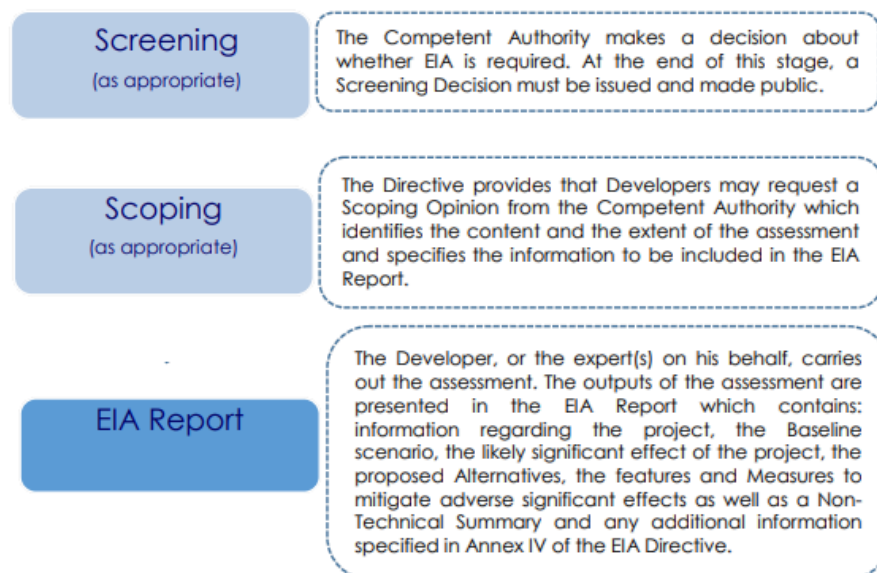 Screening
(as appropriate)
The Competent Authority makes a decision about
whether EIA is required. At the end of this stage, a
Screening Decision must be issued and made public.
Scoping
(as appropriate)
The Directive provides that Developers may request a
Scoping Opinion from the Competent Authority which
identifies the content and the extent of the assessment
and specifies the information to be included in the EIA
Report.
-
EIA Report
The Developer, or the expert(s) on his behalf, carries
out the assessment. The outputs of the assessment are
presented in the EIA Report which contains:
information regarding the project, the Baseline
scenario, the likely significant effect of the project, the
proposed Alternatives, the features and Measures to
mitigate adverse significant effects as well as a Non-
Technical Summary and any additional information
specified in Annex IV of the EIA Directive.